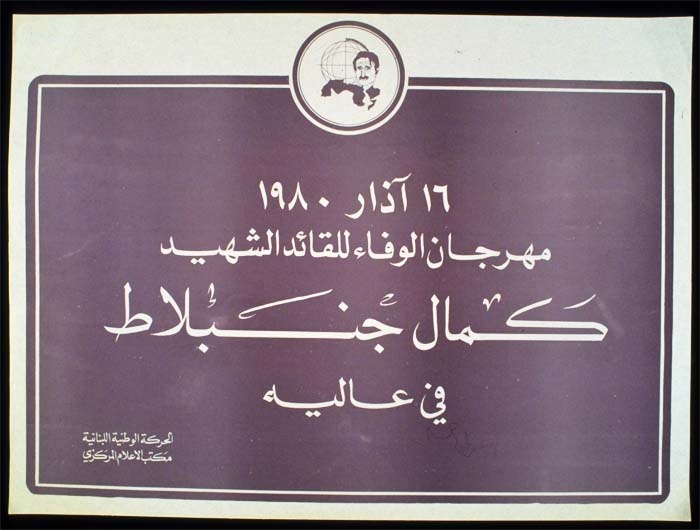 ١٦ آذار ١٩٨٠
مهرجان الوفاء للقائد الشهيد
كمال جنبلاط
في عاليه
الحركة الوطنية اللبنانية
مكتب الاعلام المركزي